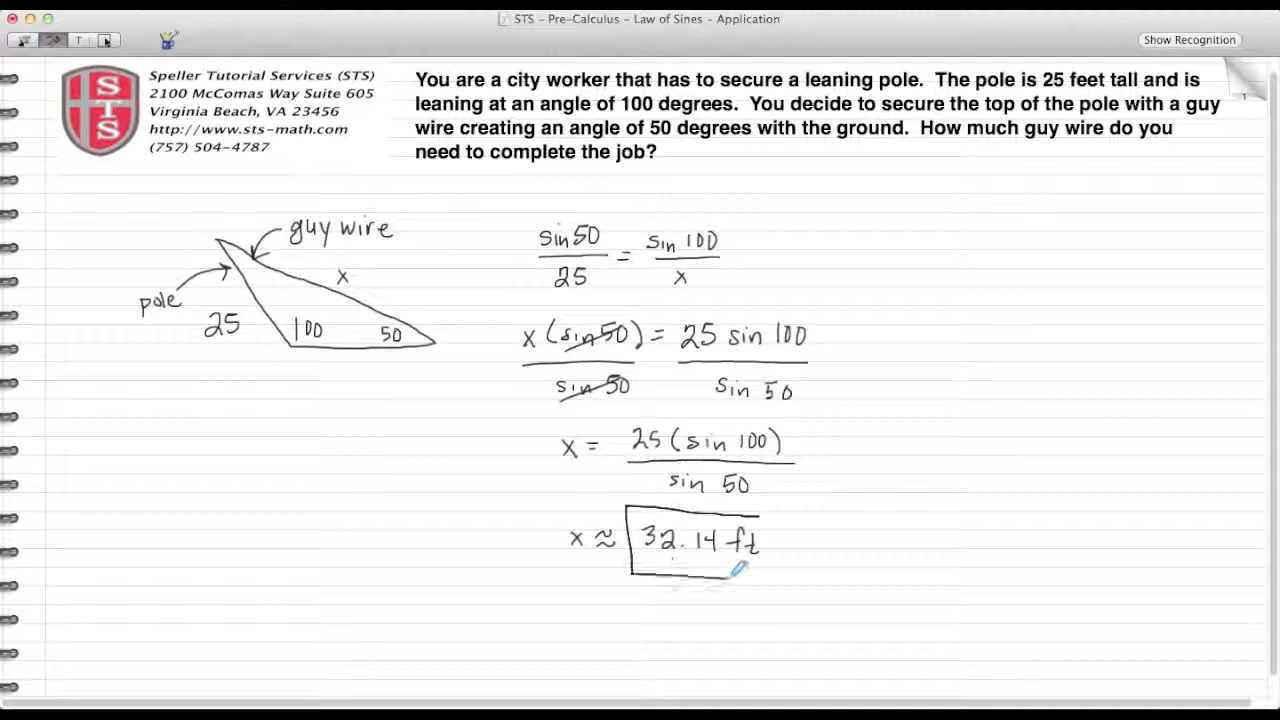 STS - Pre-Calculus - Law of Sines - Application
T
Show Recognition
STS
Speller Tutorial Services (STS)
2100 McComas Way Suite 605
Virginia Beach, VA 23456
http://www.sts-math.com
(757) 504-4787
1
You are a city worker that has to secure a leaning pole. The pole is 25 feet tall and is
leaning at an angle of 100 degrees. You decide to secure the top of the pole with a guy
wire creating an angle of 50 degrees with the ground. How much guy wire do you
need to complete the job?
guy wire
x
pole
25
100
50
sin 50 / 25 = sin 100 / x
x (sin 50) / sin 50 = 25 sin 100 / sin 50
x = 25 (sin 100) / sin 50
x ≈ 32.14 ft